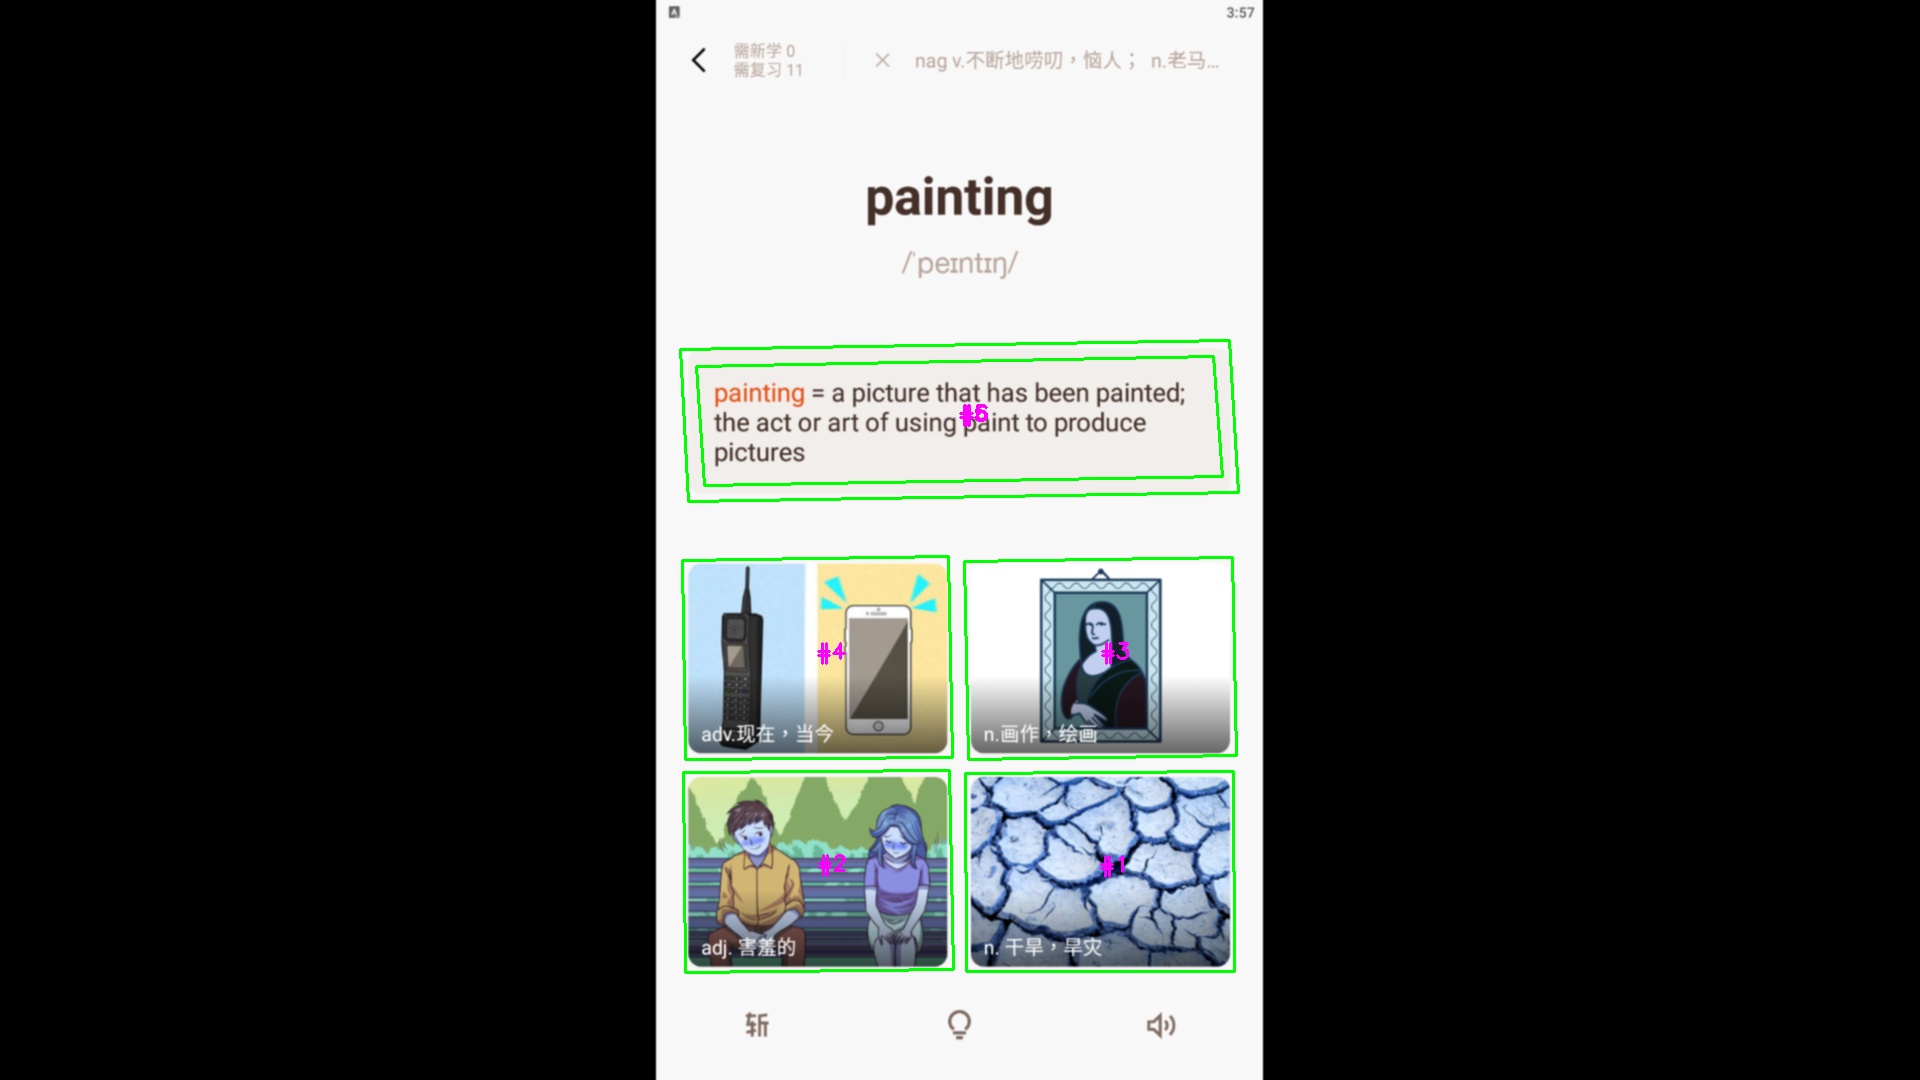 3:57
需新学 0
需复习 11
nag v.不断地唠叨，恼人； n.老马...
painting
/ˈpeɪntɪŋ/
painting = a picture that has been painted;
the act or art of using paint to produce
pictures
adv.现在，当今
#4
n.画作，绘画
#3
adj. 害羞的
#2
n. 干旱，旱灾
#1
斩